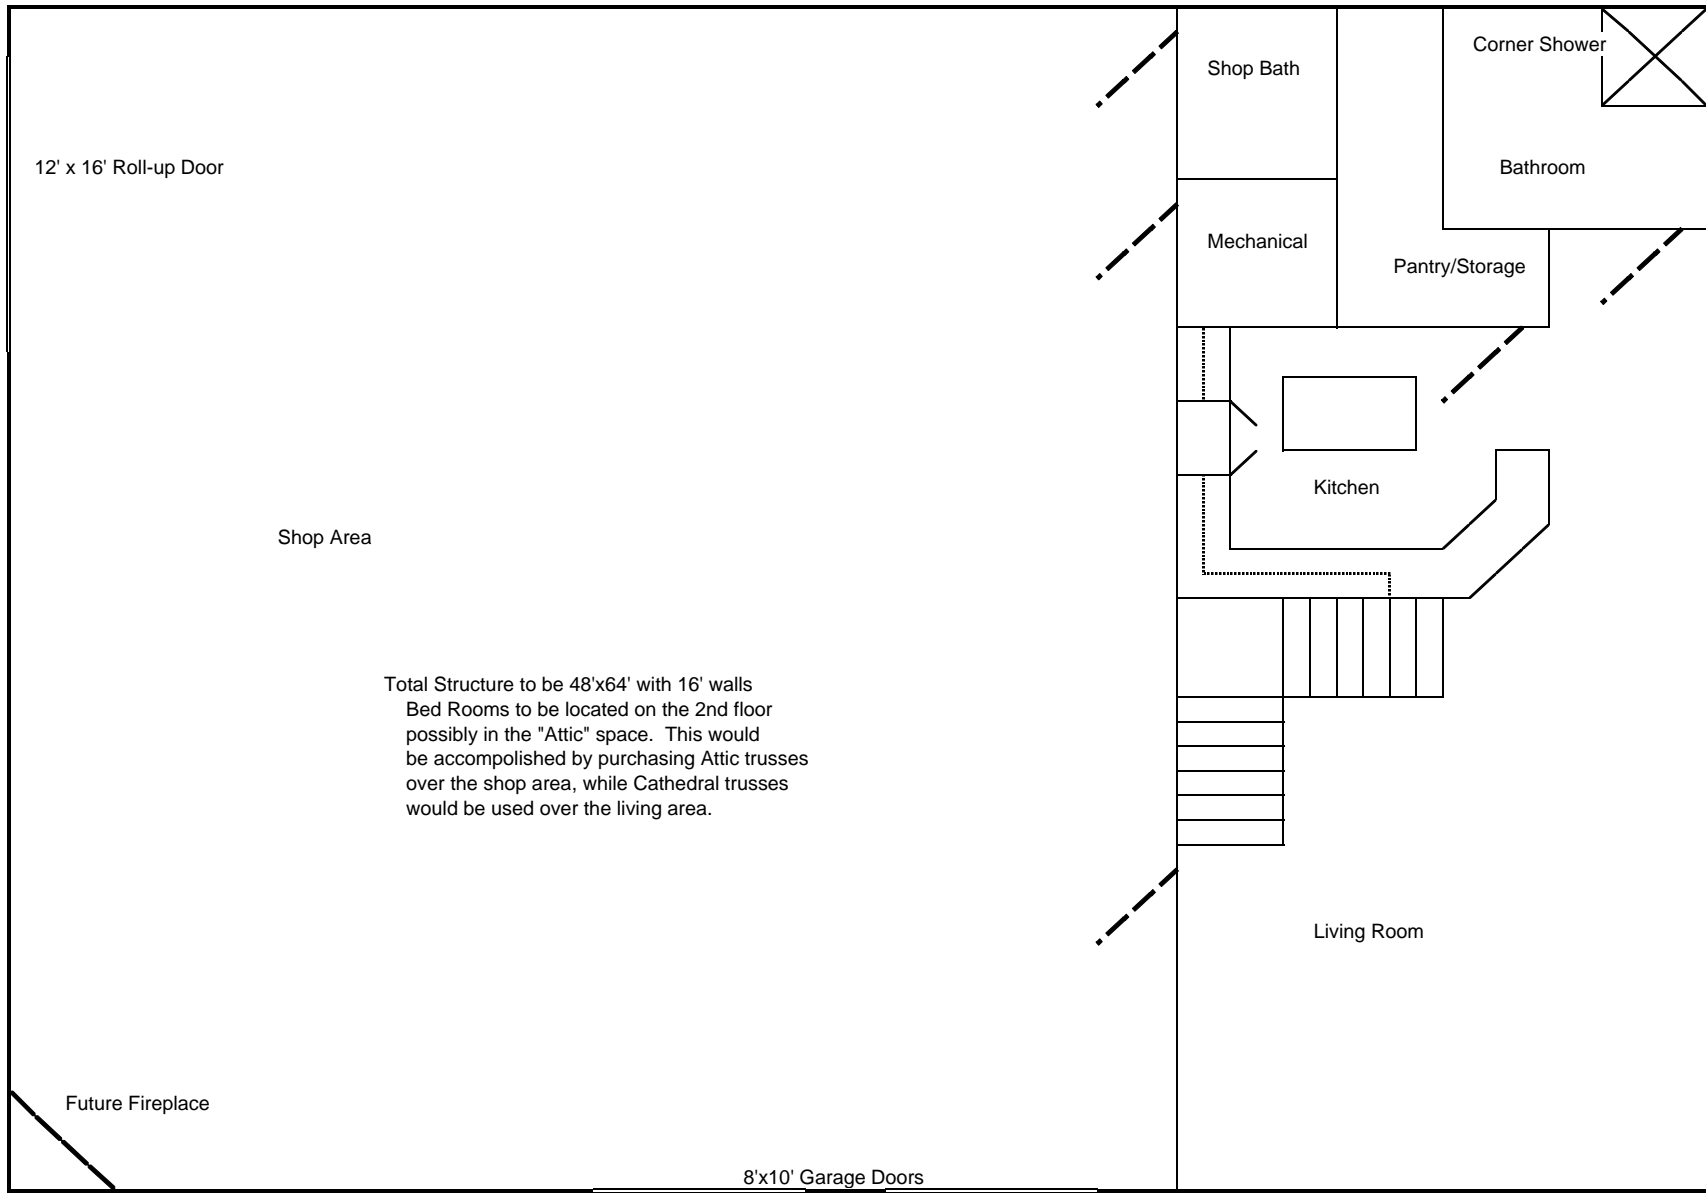 Corner Shower
Shop Bath
12' x 16' Roll-up Door
Bathroom
Mechanical
Pantry/Storage
Kitchen
Shop Area
Total Structure to be 48'x64' with 16' walls
Bed Rooms to be located on the 2nd floor
possibly in the "Attic" space.  This would
be accompolished by purchasing Attic trusses
over the shop area, while Cathedral trusses
would be used over the living area.
Living Room
Future Fireplace
8'x10' Garage Doors